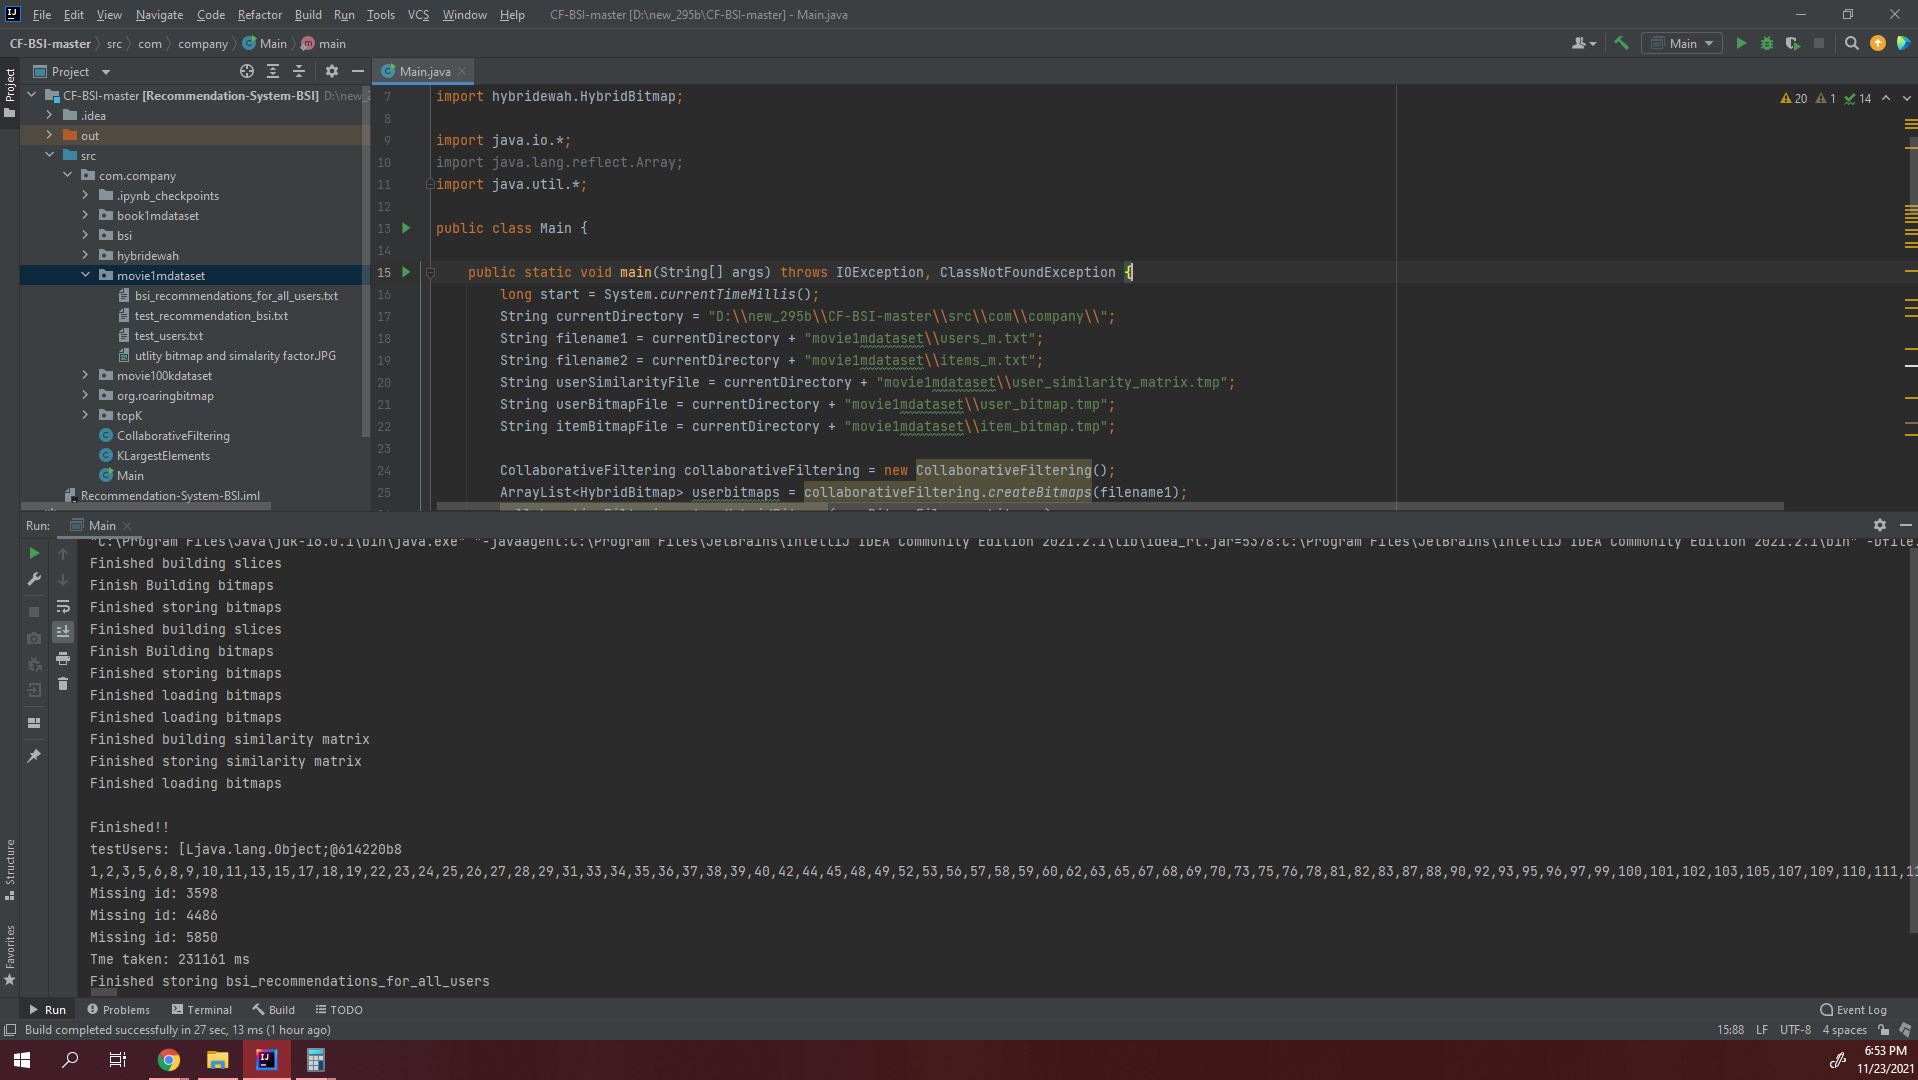 File Edit View Navigate Code Refactor Build Run Tools VCS Window Help CF-BSI-master [D:\new_295b\CF-BSI-master] - Main.java
CF-BSI-master src com company Main main Main
Project
Project
Main.java
CF-BSI-master [Recommendation-System-BSI] D:\new_2
.idea
out
src
com.company
.ipynb_checkpoints
book1mdataset
bsi
hybridewah
movie1mdataset
bsi_recommendations_for_all_users.txt
test_recommendation_bsi.txt
test_users.txt
utlity bitmap and simalarity factor.JPG
movie100kdataset
org.roaringbitmap
topK
CollaborativeFiltering
KLargestElements
Main
Recommendation-System-BSI.iml
20 1 14
7 import hybridewah.HybridBitmap;
8
9 import java.io.*;
10 import java.lang.reflect.Array;
11 import java.util.*;
12
13 public class Main {
14
15 public static void main(String[] args) throws IOException, ClassNotFoundException {
16 long start = System.currentTimeMillis();
17 String currentDirectory = "D:\\new_295b\\CF-BSI-master\\src\\com\\company\\";
18 String filename1 = currentDirectory + "movie1mdataset\\users_m.txt";
19 String filename2 = currentDirectory + "movie1mdataset\\items_m.txt";
20 String userSimilarityFile = currentDirectory + "movie1mdataset\\user_similarity_matrix.tmp";
21 String userBitmapFile = currentDirectory + "movie1mdataset\\user_bitmap.tmp";
22 String itemBitmapFile = currentDirectory + "movie1mdataset\\item_bitmap.tmp";
23
24 CollaborativeFiltering collaborativeFiltering = new CollaborativeFiltering();
25 ArrayList<HybridBitmap> userbitmaps = collaborativeFiltering.createBitmaps(filename1);
Run: Main
"C:\Program Files\Java\jdk-16.0.1\bin\java.exe" "-javaagent:C:\Program Files\JetBrains\IntelliJ IDEA Community Edition 2021.2.1\lib\idea_rt.jar=5378:C:\Program Files\JetBrains\IntelliJ IDEA Community Edition 2021.2.1\bin" -Dfile.
Finished building slices
Finish Building bitmaps
Finished storing bitmaps
Finished building slices
Finish Building bitmaps
Finished storing bitmaps
Finished loading bitmaps
Finished loading bitmaps
Finished building similarity matrix
Finished storing similarity matrix
Finished loading bitmaps
Finished!!
testUsers: [Ljava.lang.Object;@614220b8
1,2,3,5,6,8,9,10,11,13,15,17,18,19,22,23,24,25,26,27,28,29,31,33,34,35,36,37,38,39,40,42,44,45,48,49,52,53,56,57,58,59,60,62,63,65,67,68,69,70,73,75,76,78,81,82,83,87,88,90,92,93,95,96,97,99,100,101,102,103,105,107,109,110,111,11
Missing id: 3598
Missing id: 4486
Missing id: 5850
Tme taken: 231161 ms
Finished storing bsi_recommendations_for_all_users
Structure
Favorites
Run Problems Terminal Build TODO Event Log
Build completed successfully in 27 sec, 13 ms (1 hour ago) 15:88 LF UTF-8 4 spaces
6:53 PM
11/23/2021